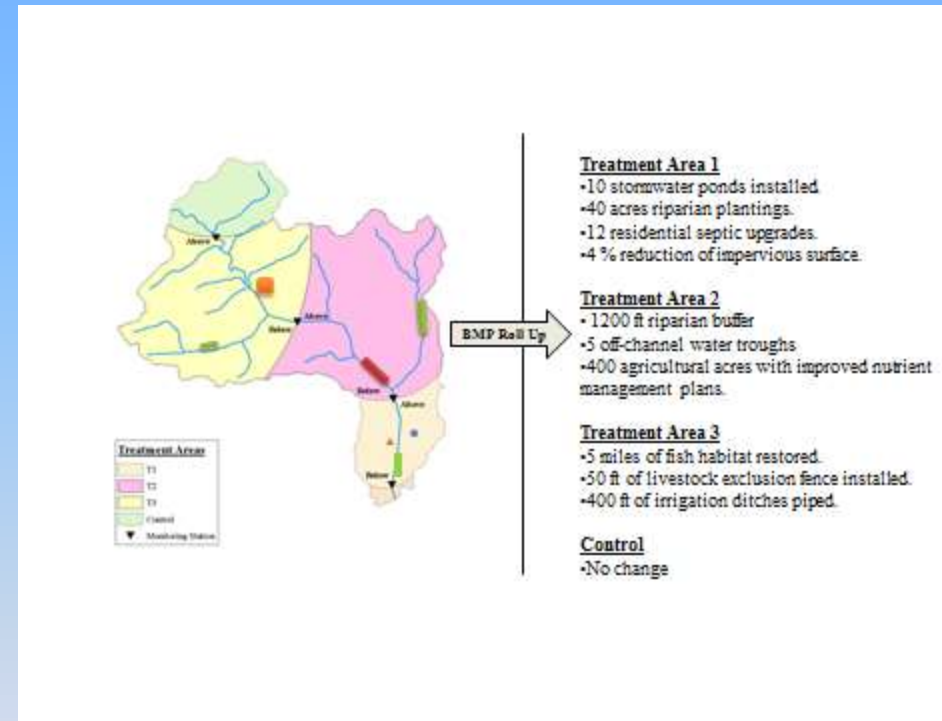 Above
Below
Above
Below
Above
Below
Treatment Areas
T1
T2
T3
Control
Monitoring Station
BMP Roll Up
Treatment Area 1
•10 stormwater ponds installed.
•40 acres riparian plantings.
•12 residential septic upgrades.
•4 % reduction of impervious surface.
Treatment Area 2
• 1200 ft riparian buffer
•5 off-channel water troughs
•400 agricultural acres with improved nutrient
management plans.
Treatment Area 3
•5 miles of fish habitat restored.
•50 ft of livestock exclusion fence installed.
•400 ft of irrigation ditches piped.
Control
•No change